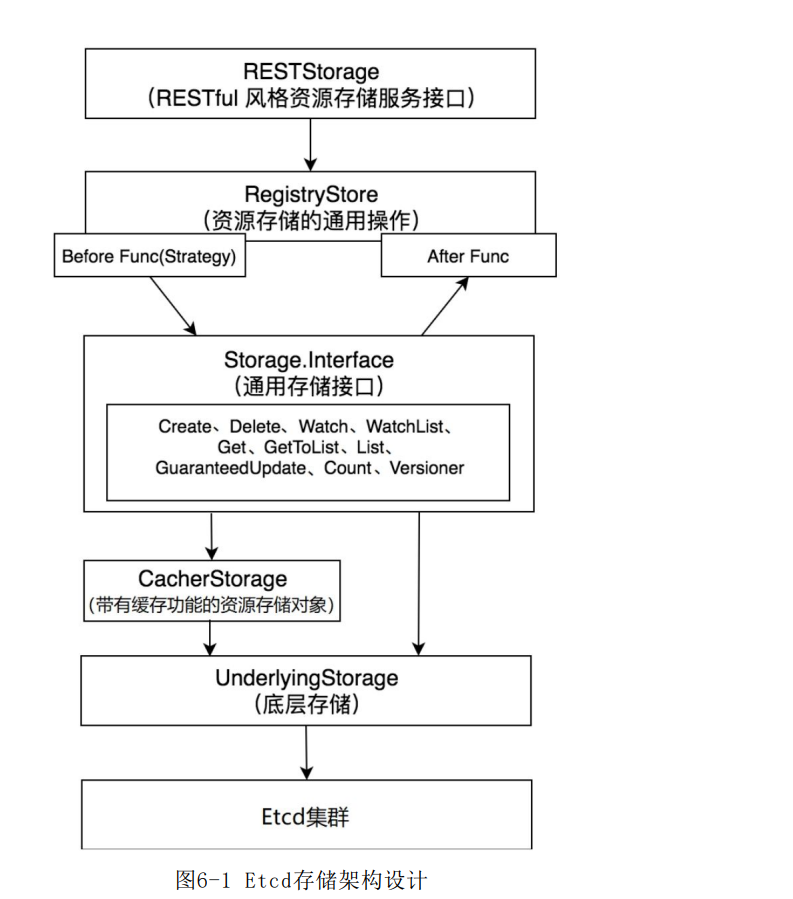 RESTStorage
（RESTful 风格资源存储服务接口）
RegistryStore
（资源存储的通用操作）
Before Func(Strategy)
After Func
Storage.Interface
（通用存储接口）
Create、Delete、Watch、WatchList、
Get、GetToList、List、
GuaranteedUpdate、Count、Versioner
CacherStorage
（带有缓存功能的资源存储对象）
UnderlyingStorage
（底层存储）
Etcd集群
图6-1 Etcd存储架构设计